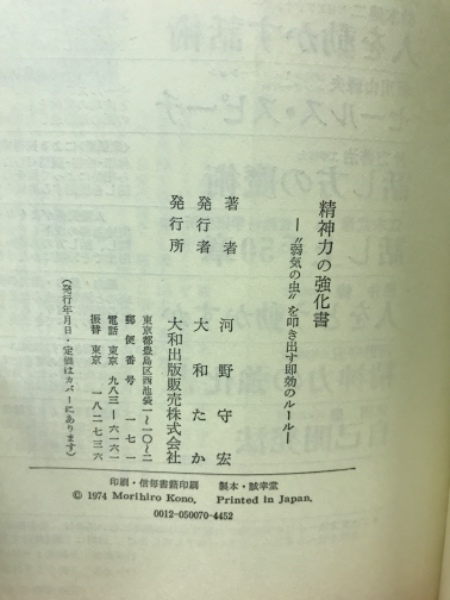 精神力の強化書
―〝弱気の虫〟を叩き出す即効のルール―
著者 河野守宏
発行者 大和たか
発行所 大和出版販売株式会社
東京都豊島区西池袋一〜一〇〜二
郵便番号 一七一
電話 東京 九八三―六一六一
振替 東京 一八二七三六
(発行年月日・定価はカバーにあります)
印刷・信毎書籍印刷 製本・誠幸堂
© 1974 Morihiro Kono, Printed in Japan,
0012-050070-4452